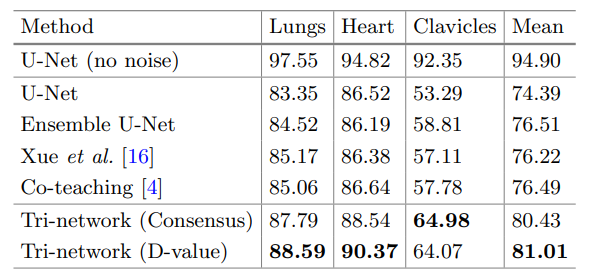 Method Lungs Heart Clavicles Mean
U-Net (no noise) 97.55 94.82 92.35 94.90
U-Net 83.35 86.52 53.29 74.39
Ensemble U-Net 84.52 86.19 58.81 76.51
Xue et al. [16] 85.17 86.38 57.11 76.22
Co-teaching [4] 85.06 86.64 57.78 76.49
Tri-network (Consensus) 87.79 88.54 64.98 80.43
Tri-network (D-value) 88.59 90.37 64.07 81.01